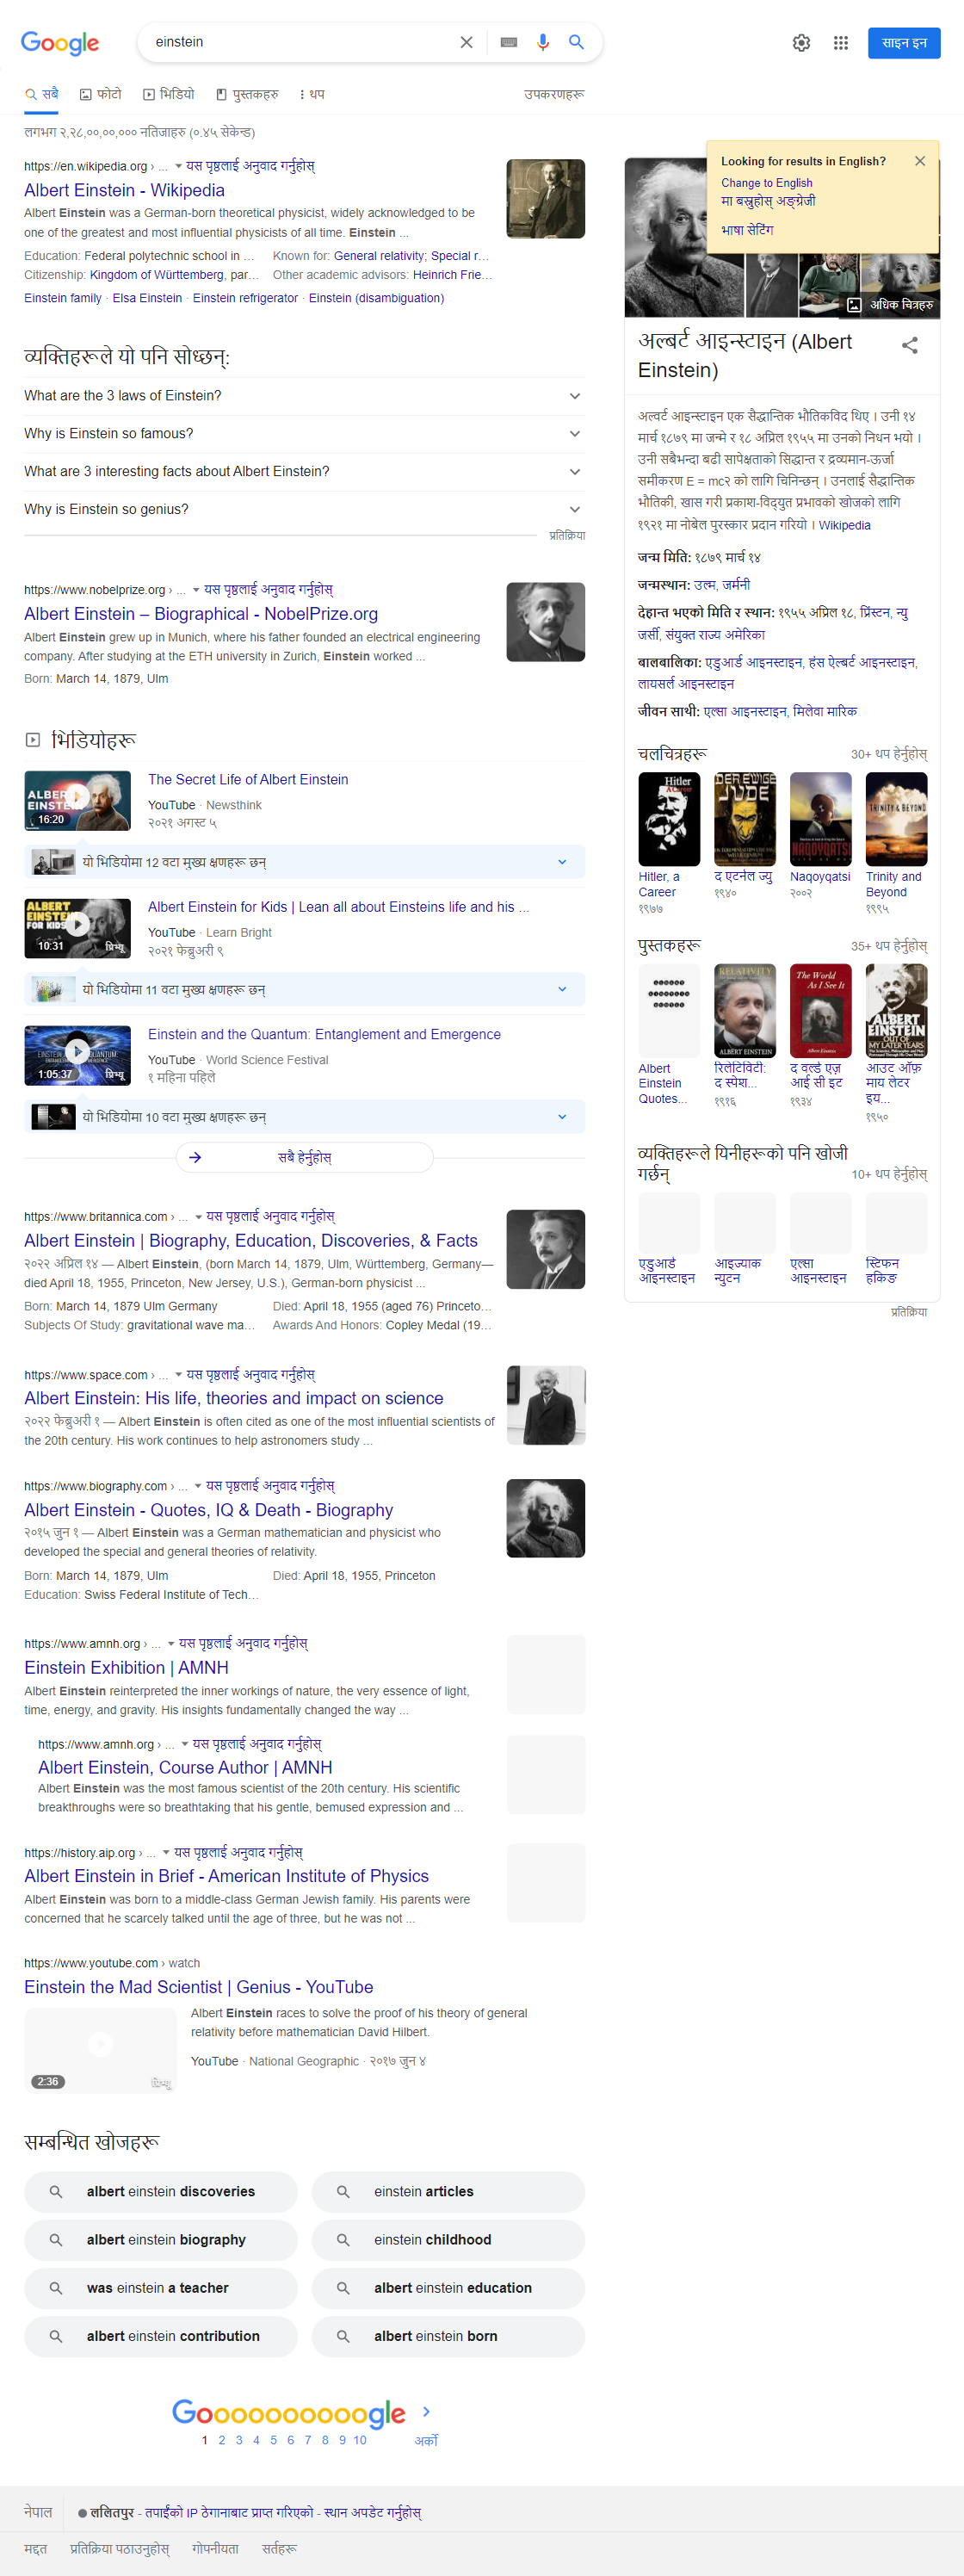 Google
einstein
साइन इन
सबै
फोटो
भिडियो
पुस्तकहरु
थप
उपकरणहरू
लगभग २,२८,००,००,००० नतिजाहरु (०.४५ सेकेन्ड)
https://en.wikipedia.org › ... यस पृष्ठलाई अनुवाद गर्नुहोस्
Albert Einstein - Wikipedia
Albert Einstein was a German-born theoretical physicist, widely acknowledged to be
one of the greatest and most influential physicists of all time. Einstein ...
Education: Federal polytechnic school in ...
Known for: General relativity; Special r...
Citizenship: Kingdom of Württemberg, par...
Other academic advisors: Heinrich Frie...
Einstein family · Elsa Einstein · Einstein refrigerator · Einstein (disambiguation)
व्यक्तिहरूले यो पनि सोध्छन्:
What are the 3 laws of Einstein?
Why is Einstein so famous?
What are 3 interesting facts about Albert Einstein?
Why is Einstein so genius?
प्रतिक्रिया
https://www.nobelprize.org › ... यस पृष्ठलाई अनुवाद गर्नुहोस्
Albert Einstein – Biographical - NobelPrize.org
Albert Einstein grew up in Munich, where his father founded an electrical engineering
company. After studying at the ETH university in Zurich, Einstein worked ...
Born: March 14, 1879, Ulm
भिडियोहरू
ALBERT
EINSTEIN
16:20
The Secret Life of Albert Einstein
YouTube · Newsthink
२०२१ अगस्ट ५
यो भिडियोमा 12 वटा मुख्य क्षणहरू छन्
ALBERT
EINSTEIN
FOR KIDS
10:31
प्रिभ्यू
Albert Einstein for Kids | Lean all about Einsteins life and his ...
YouTube · Learn Bright
२०२१ फेब्रुअरी ९
यो भिडियोमा 11 वटा मुख्य क्षणहरू छन्
1:05:37
प्रिभ्यू
Einstein and the Quantum: Entanglement and Emergence
YouTube · World Science Festival
१ महिना पहिले
यो भिडियोमा 10 वटा मुख्य क्षणहरू छन्
सबै हेर्नुहोस्
https://www.britannica.com › ... यस पृष्ठलाई अनुवाद गर्नुहोस्
Albert Einstein | Biography, Education, Discoveries, & Facts
२०२२ अप्रिल १४ — Albert Einstein, (born March 14, 1879, Ulm, Württemberg, Germany—
died April 18, 1955, Princeton, New Jersey, U.S.), German-born physicist ...
Born: March 14, 1879 Ulm Germany
Died: April 18, 1955 (aged 76) Princeto...
Subjects Of Study: gravitational wave ma...
Awards And Honors: Copley Medal (19...
https://www.space.com › ... यस पृष्ठलाई अनुवाद गर्नुहोस्
Albert Einstein: His life, theories and impact on science
२०२२ फेब्रुअरी १ — Albert Einstein is often cited as one of the most influential scientists of
the 20th century. His work continues to help astronomers study ...
https://www.biography.com › ... यस पृष्ठलाई अनुवाद गर्नुहोस्
Albert Einstein - Quotes, IQ & Death - Biography
२०१५ जुन १ — Albert Einstein was a German mathematician and physicist who
developed the special and general theories of relativity.
Born: March 14, 1879, Ulm
Died: April 18, 1955, Princeton
Education: Swiss Federal Institute of Tech...
https://www.amnh.org › ... यस पृष्ठलाई अनुवाद गर्नुहोस्
Einstein Exhibition | AMNH
Albert Einstein reinterpreted the inner workings of nature, the very essence of light,
time, energy, and gravity. His insights fundamentally changed the way ...
https://www.amnh.org › ... यस पृष्ठलाई अनुवाद गर्नुहोस्
Albert Einstein, Course Author | AMNH
Albert Einstein was the most famous scientist of the 20th century. His scientific
breakthroughs were so breathtaking that his gentle, bemused expression and ...
https://history.aip.org › ... यस पृष्ठलाई अनुवाद गर्नुहोस्
Albert Einstein in Brief - American Institute of Physics
Albert Einstein was born to a middle-class German Jewish family. His parents were
concerned that he scarcely talked until the age of three, but he was not ...
https://www.youtube.com › watch
Einstein the Mad Scientist | Genius - YouTube
2:36
प्रिभ्यू
Albert Einstein races to solve the proof of his theory of general
relativity before mathematician David Hilbert.
YouTube · National Geographic · २०१७ जुन ४
सम्बन्धित खोजहरू
albert einstein discoveries
einstein articles
albert einstein biography
einstein childhood
was einstein a teacher
albert einstein education
albert einstein contribution
albert einstein born
Goooooooooogle
1 2 3 4 5 6 7 8 9 10
अर्को
Looking for results in English?
Change to English
मा बस्नुहोस् अङ्ग्रेजी
भाषा सेटिंग
अधिक चित्रहरु
अल्बर्ट आइन्स्टाइन (Albert
Einstein)
अल्वर्ट आइन्स्टाइन एक सैद्धान्तिक भौतिकविद थिए । उनी १४
मार्च १८७९ मा जन्मे र १८ अप्रिल १९५५ मा उनको निधन भयो ।
उनी सबैभन्दा बढी सापेक्षताको सिद्धान्त र द्रव्यमान-ऊर्जा
समीकरण E = mc२ को लागि चिनिन्छन् । उनलाई सैद्धान्तिक
भौतिकी, खास गरी प्रकाश-विद्युत प्रभावको खोजको लागि
१९२१ मा नोबेल पुरस्कार प्रदान गरियो । Wikipedia
जन्म मिति: १८७९ मार्च १४
जन्मस्थान: उल्म, जर्मनी
देहान्त भएको मिति र स्थान: १९५५ अप्रिल १८, प्रिंस्टन, न्यु
जर्सी, संयुक्त राज्य अमेरिका
बालबालिका: एडुआर्ड आइनस्टाइन, हंस ऐल्बर्ट आइनस्टाइन,
लायसर्ल आइनस्टाइन
जीवन साथी: एल्सा आइनस्टाइन, मिलेवा मारिक
चलचित्रहरू
30+ थप हेर्नुहोस्
Hitler
A Career
DER EWIGE
JUDE
NAQOYQATSI
TRINITY & BEYOND
Hitler, a
Career
१९७७
द एटर्नल ज्यु
१९४०
Naqoyqatsi
२००२
Trinity and
Beyond
१९९५
पुस्तकहरू
35+ थप हेर्नुहोस्
RELATIVITY
ALBERT EINSTEIN
The World
As I See It
Albert Einstein
ALBERT
EINSTEIN
OUT OF
MY LATER YEARS
Albert
Einstein
Quotes...
रिलेटिविटी:
द स्पेश...
१९१६
द वर्ल्ड एज़
आई सी इट
१९३४
आउट ऑफ़
माय लेटर
इय...
१९५०
व्यक्तिहरूले यिनीहरूको पनि खोजी
गर्छन्
10+ थप हेर्नुहोस्
एडुआर्ड
आइनस्टाइन
आइज्याक
न्युटन
एल्सा
आइनस्टाइन
स्टिफन
हकिङ
प्रतिक्रिया
नेपाल
ललितपुर - तपाईंको IP ठेगानाबाट प्राप्त गरिएको - स्थान अपडेट गर्नुहोस्
मद्दत
प्रतिक्रिया पठाउनुहोस्
गोपनीयता
सर्तहरू